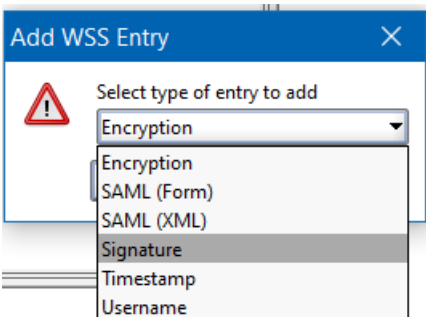 Add WSS Entry
Select type of entry to add
Encryption
Encryption
SAML (Form)
SAML (XML)
Signature
Timestamp
Username